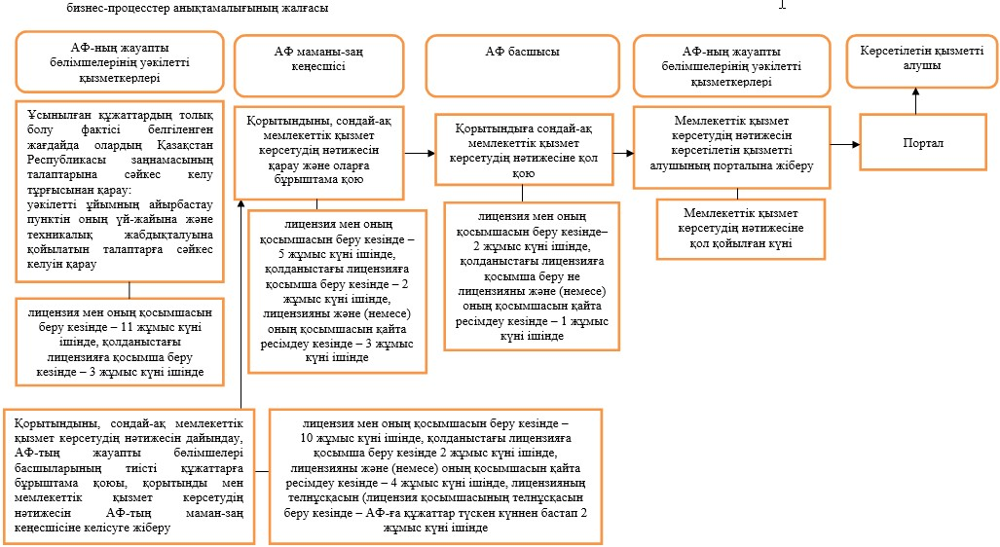 бизнес-процесстер анықтамалығының жалғасы
АФ-ның жауапты
бөлімшелерінің уәкілетті
қызметкерлері
АФ маманы-заң
кеңесшісі
АФ басшысы
АФ-ның жауапты
бөлімшелерінің уәкілетті
қызметкерлері
Көрсетілетін қызметті
алушы
Ұсынылған құжаттардың толық
болу фактісі белгіленген
жағдайда олардың Қазақстан
Республикасы заңнамасының
талаптарына сәйкес келу
тұрғысынан қарау:
уәкілетті ұйымның айырбастау
пунктін оның үй-жайына және
техникалық жабдықталуына
қойылатын талаптарға сәйкес
келуін қарау
Қорытындыны, сондай-ақ
мемлекеттік қызмет
көрсетудің нәтижесін
қарау және оларға
бұрыштама қою
Қорытындыға сондай-ақ
мемлекеттік қызмет
көрсетудің нәтижесіне қол
қою
Мемлекеттік қызмет
көрсетудің нәтижесін
көрсетілетін қызметті
алушының порталына жіберу
Портал
лицензия мен оның қосымшасын
беру кезінде – 11 жұмыс күні
ішінде, қолданыстағы
лицензияға қосымша беру
кезінде – 3 жұмыс күні ішінде
лицензия мен оның
қосымшасын беру кезінде –
5 жұмыс күні ішінде,
қолданыстағы лицензияға
қосымша беру кезінде – 2
жұмыс күні ішінде,
лицензияны және (немесе)
оның қосымшасын қайта
ресімдеу кезінде – 3 жұмыс
күні ішінде
лицензия мен оның
қосымшасын беру кезінде–
2 жұмыс күні ішінде,
қолданыстағы лицензияға
қосымша беру не
лицензияны және (немесе)
оның қосымшасын қайта
ресімдеу кезінде – 1 жұмыс
күні ішінде
Мемлекеттік қызмет
көрсетудің нәтижесіне
қол қойылған күні
Қорытындыны, сондай-ақ мемлекеттік
қызмет көрсетудің нәтижесін дайындау,
АФ-тың жауапты бөлімшелері
басшыларының тиісті құжаттарға
бұрыштама қоюы, қорытынды мен
мемлекеттік қызмет көрсетудің
нәтижесін АФ-тың маман-заң
кеңесшісіне келісуге жіберу
лицензия мен оның қосымшасын беру кезінде –
10 жұмыс күні ішінде, қолданыстағы лицензияға
қосымша беру кезінде 2 жұмыс күні ішінде,
лицензияны және (немесе) оның қосымшасын қайта
ресімдеу кезінде – 4 жұмыс күні ішінде, лицензияның
телнұсқасын (лицензия қосымшасының телнұсқасын
беру кезінде – АФ-ға құжаттар түскен күннен бастап 2
жұмыс күні ішінде